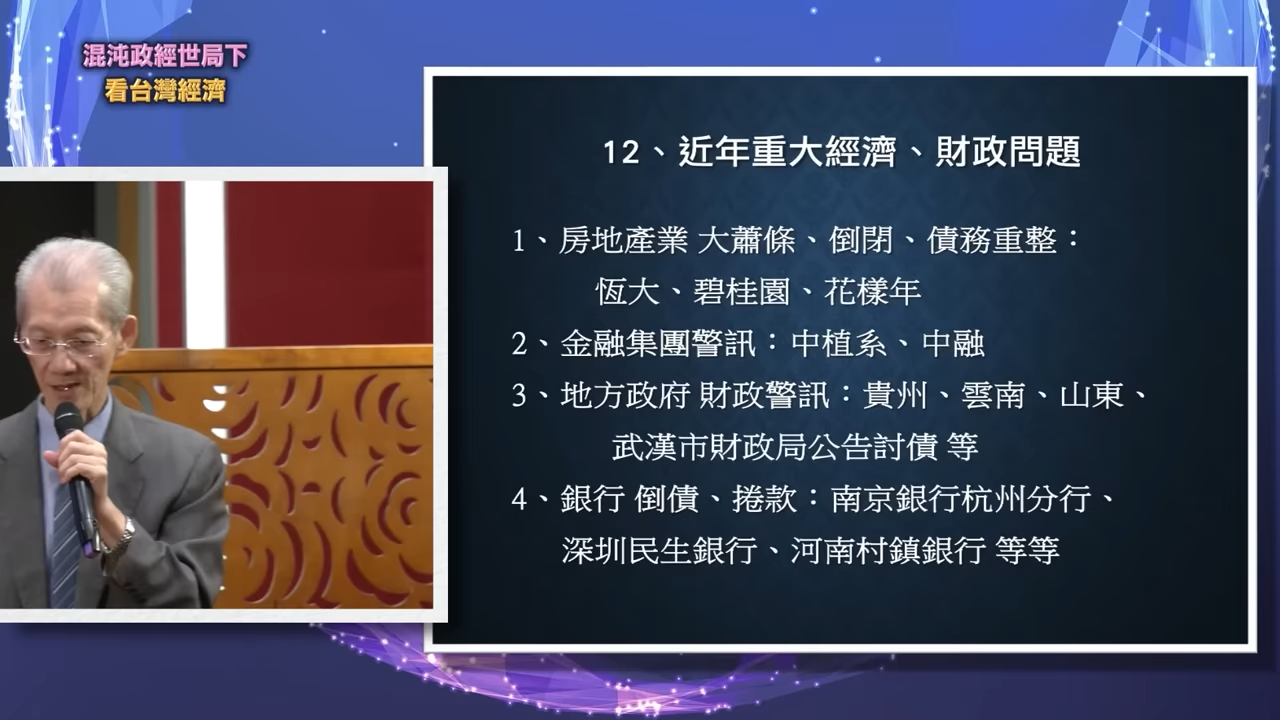 混沌政經世局下
看台灣經濟
12、近年重大經濟、財政問題
1、房地產業 大蕭條、倒閉、債務重整：
恆大、碧桂園、花樣年
2、金融集團警訊：中植系、中融
3、地方政府 財政警訊：貴州、雲南、山東、
武漢市財政局公告討債 等
4、銀行 倒債、捲款：南京銀行杭州分行、
深圳民生銀行、河南村鎮銀行 等等